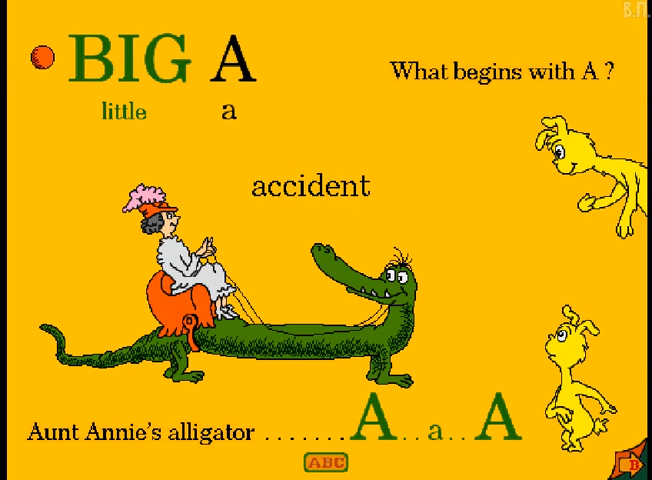 В.П.
BIG A
What begins with A ?
little a
accident
Aunt Annie's alligator . . . . . . . A . . a . . A
ABC
B